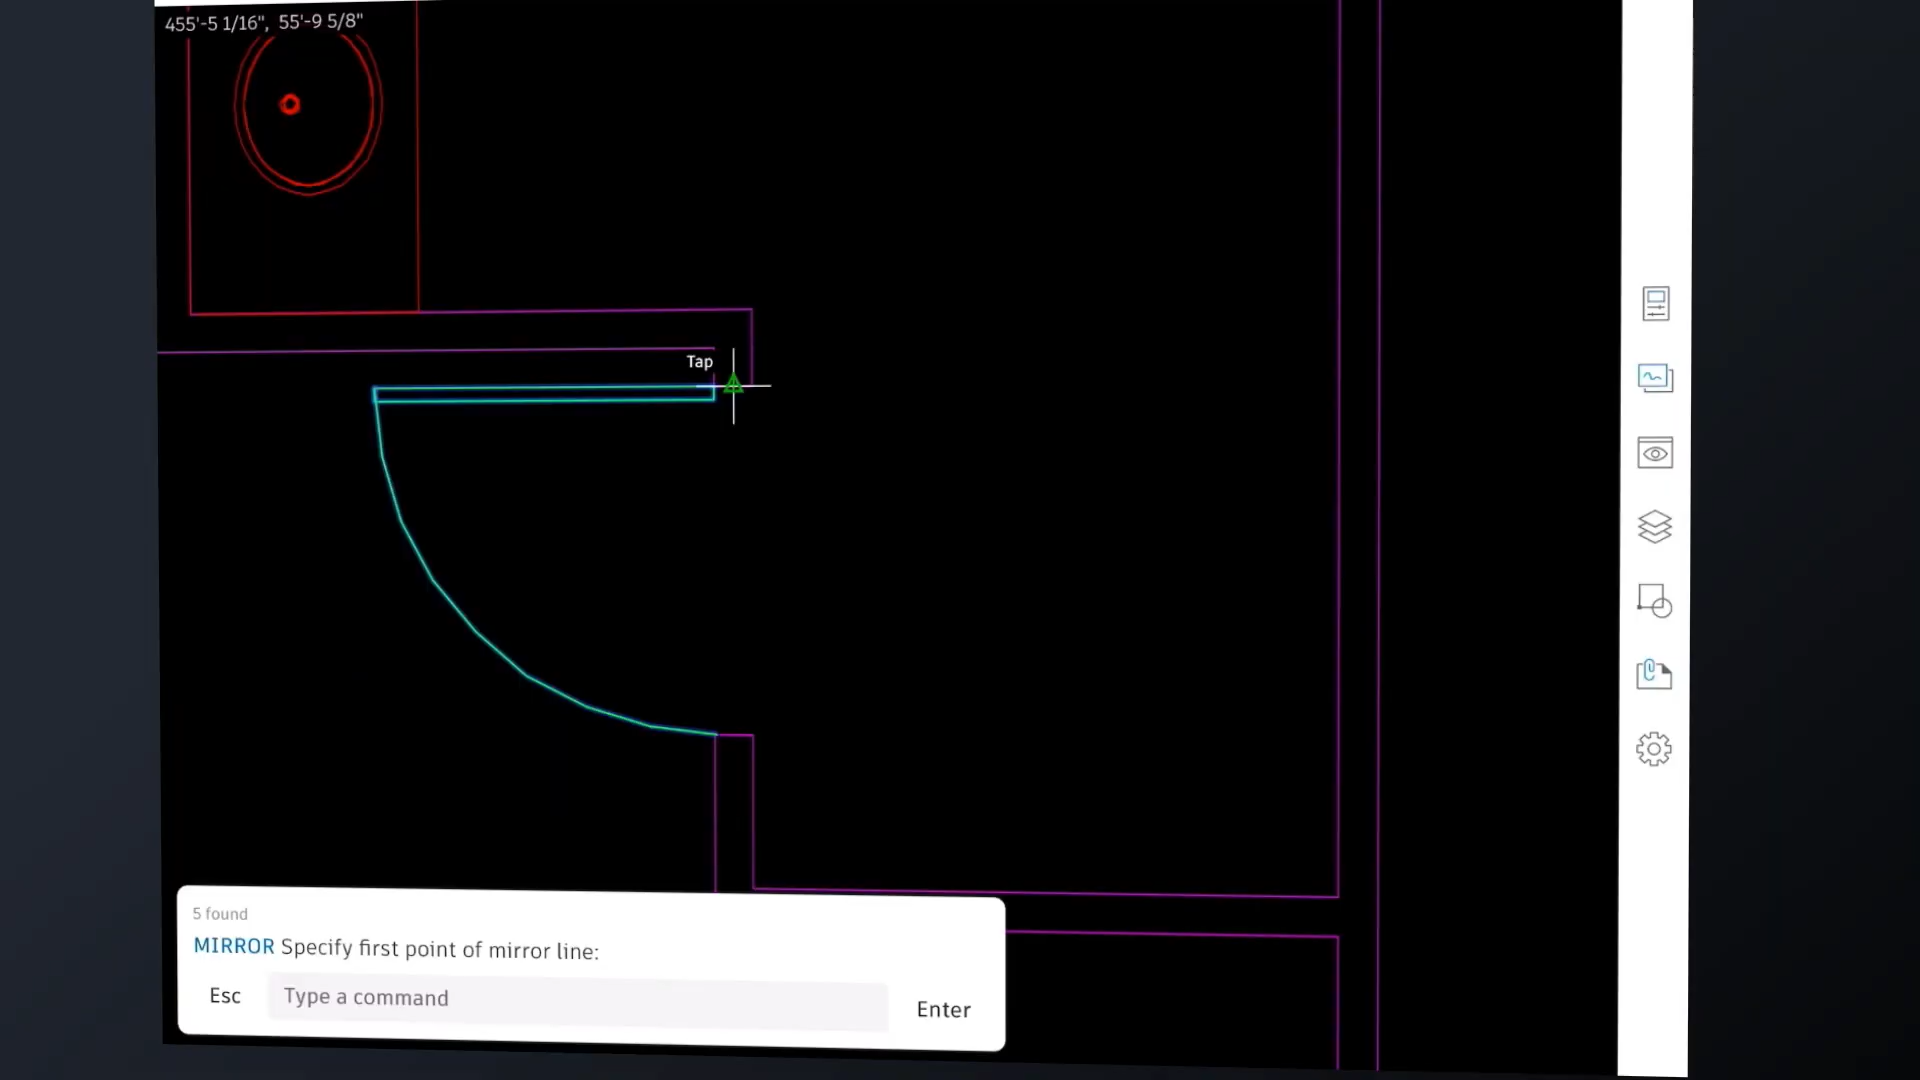 455'-5 1/16", 55'-9 5/8"
Tap
5 found
MIRROR Specify first point of mirror line:
Esc
Type a command
Enter